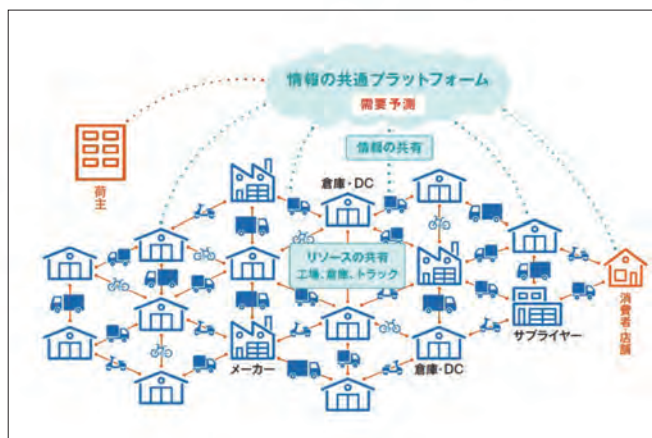 情報の共通プラットフォーム
需要予測
情報の共有
荷主
倉庫・DC
リソースの共有
工場、倉庫、トラック
消費者・店舗
サプライヤー
メーカー
倉庫・DC